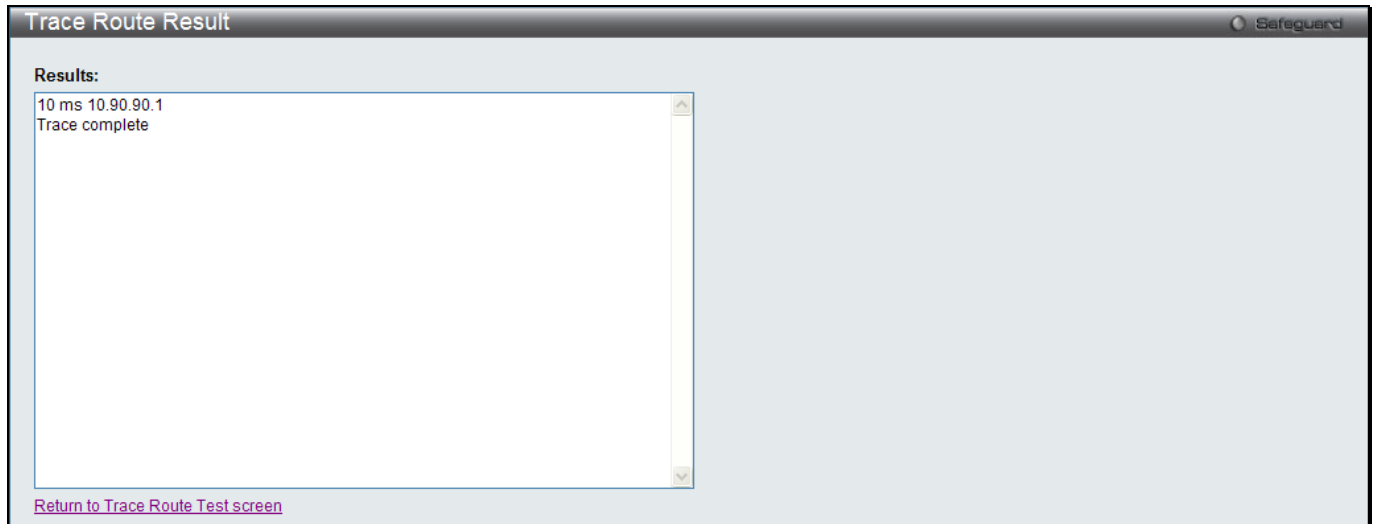 Trace Route Result
Safeguard
Results:
10 ms 10.90.90.1
Trace complete
Return to Trace Route Test screen